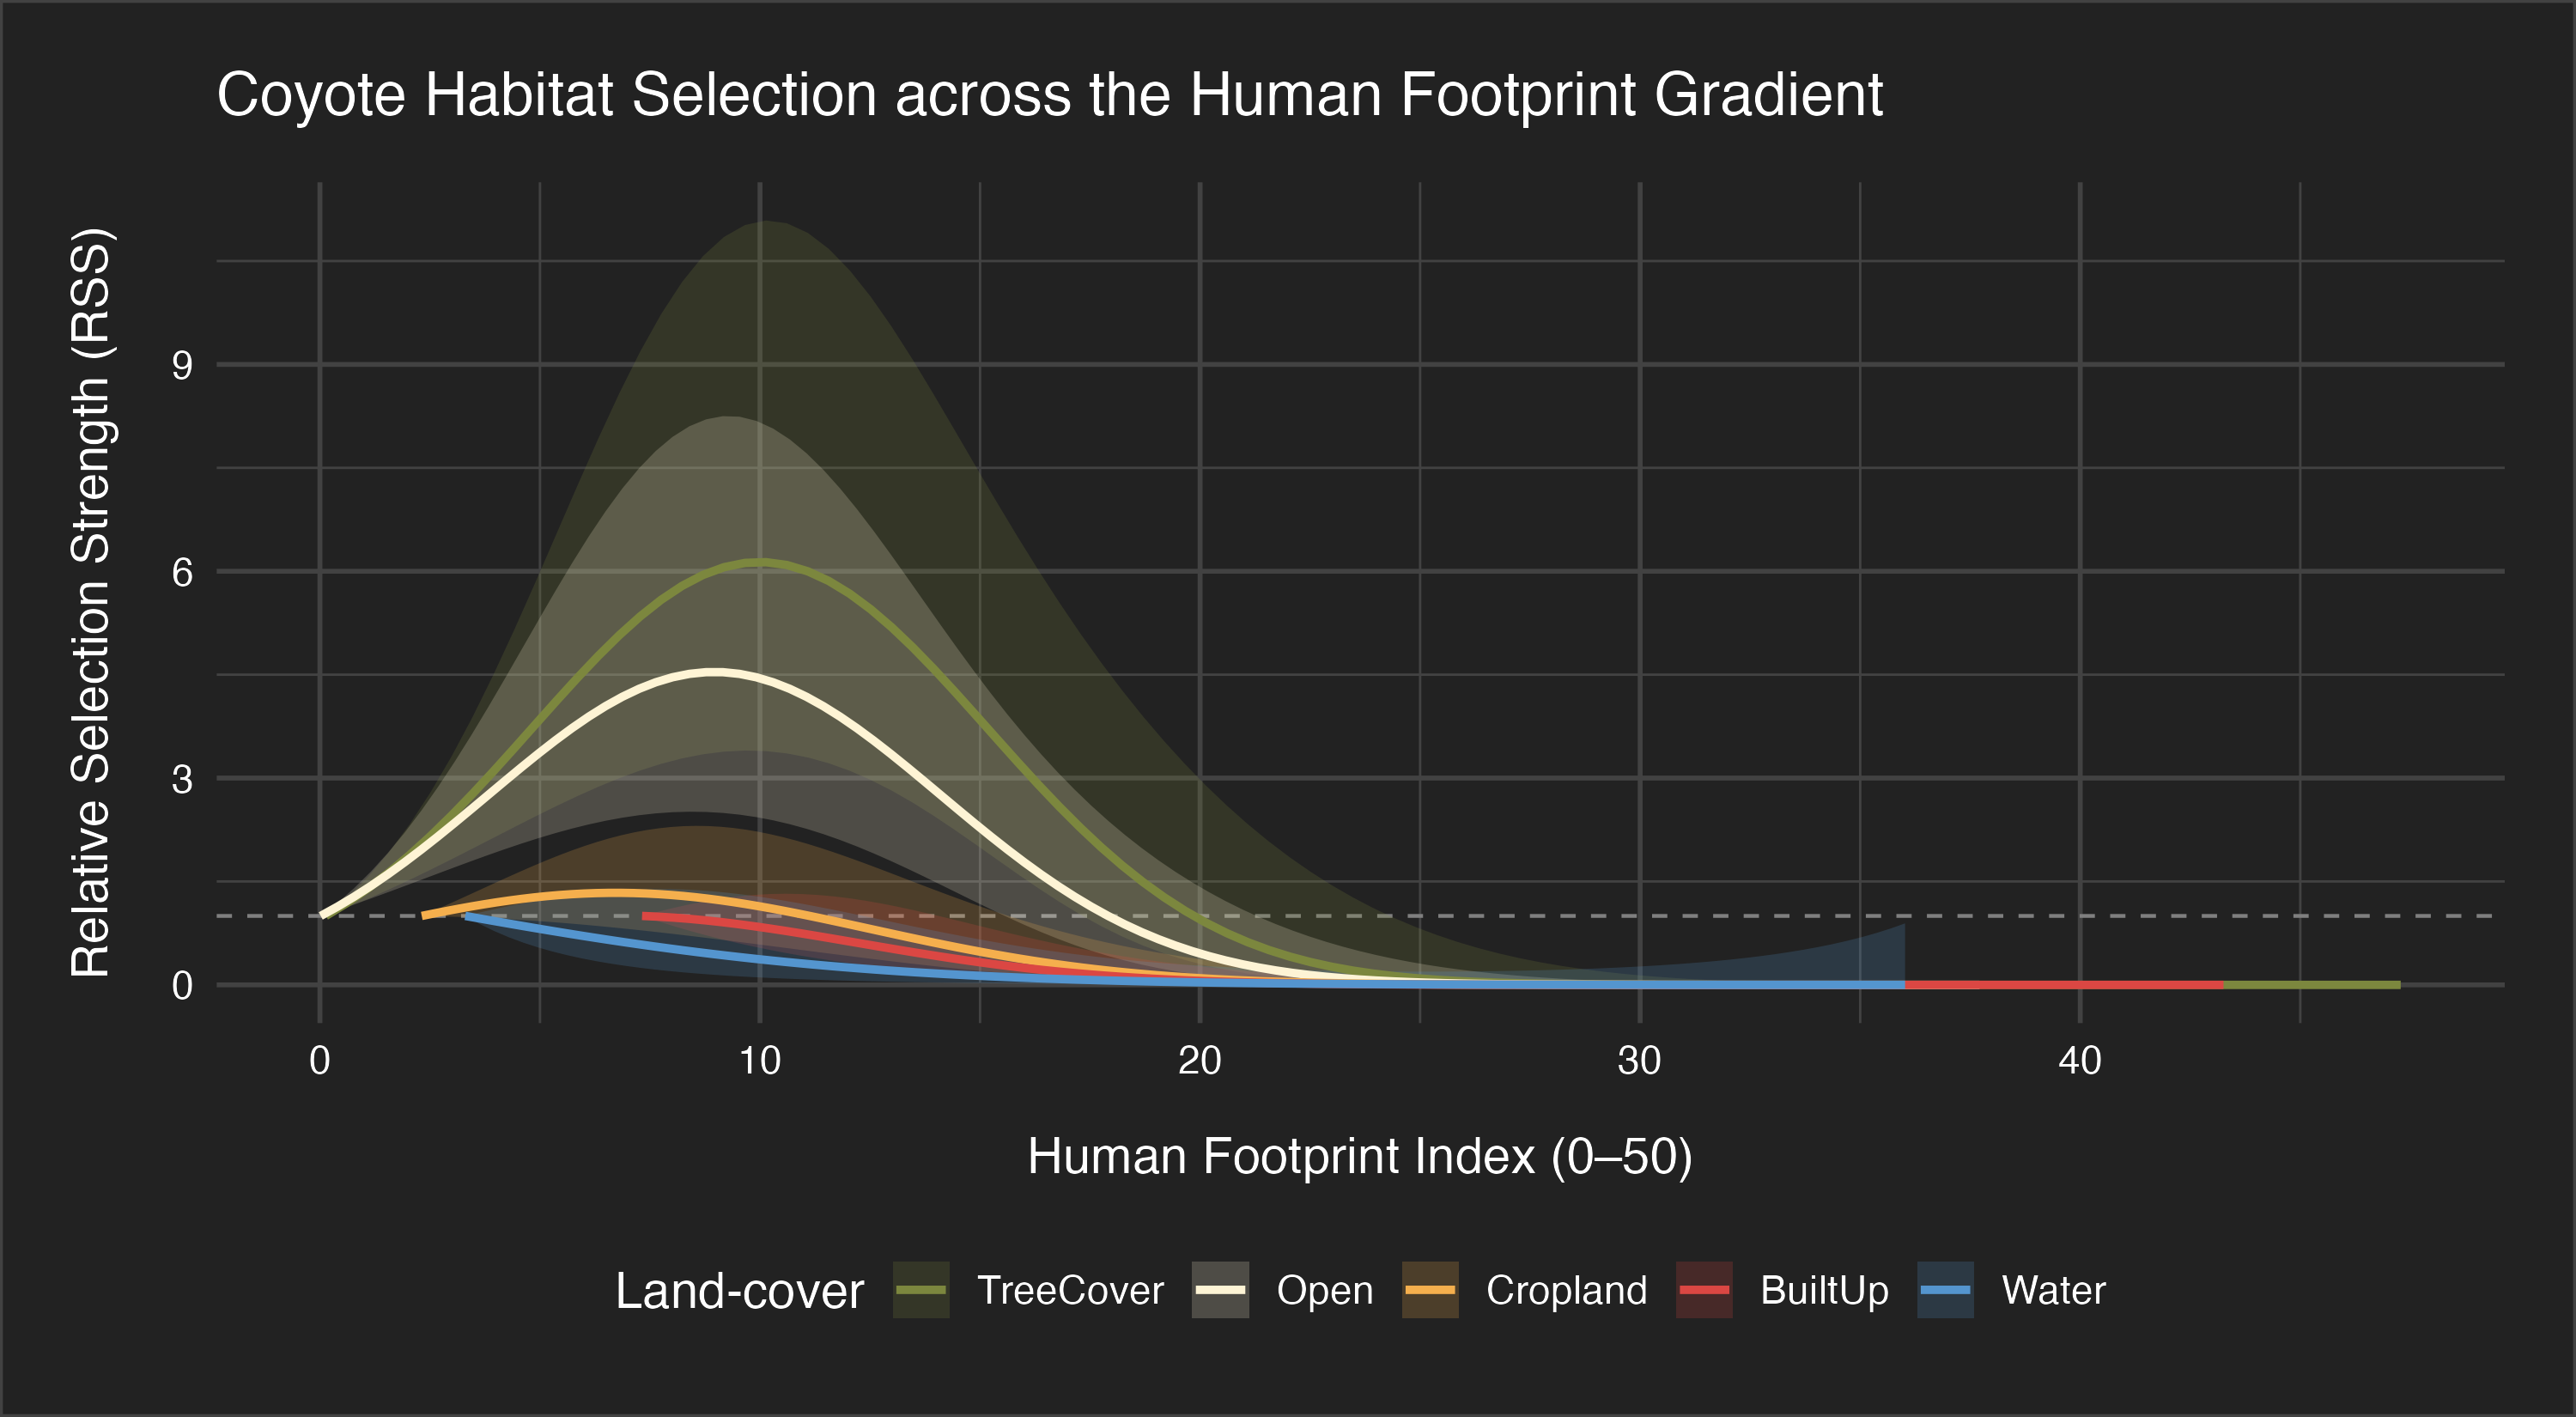 Coyote Habitat Selection across the Human Footprint Gradient
Relative Selection Strength (RSS)
9
6
3
0
0 10 20 30 40
Human Footprint Index (0–50)
Land-cover TreeCover Open Cropland BuiltUp Water